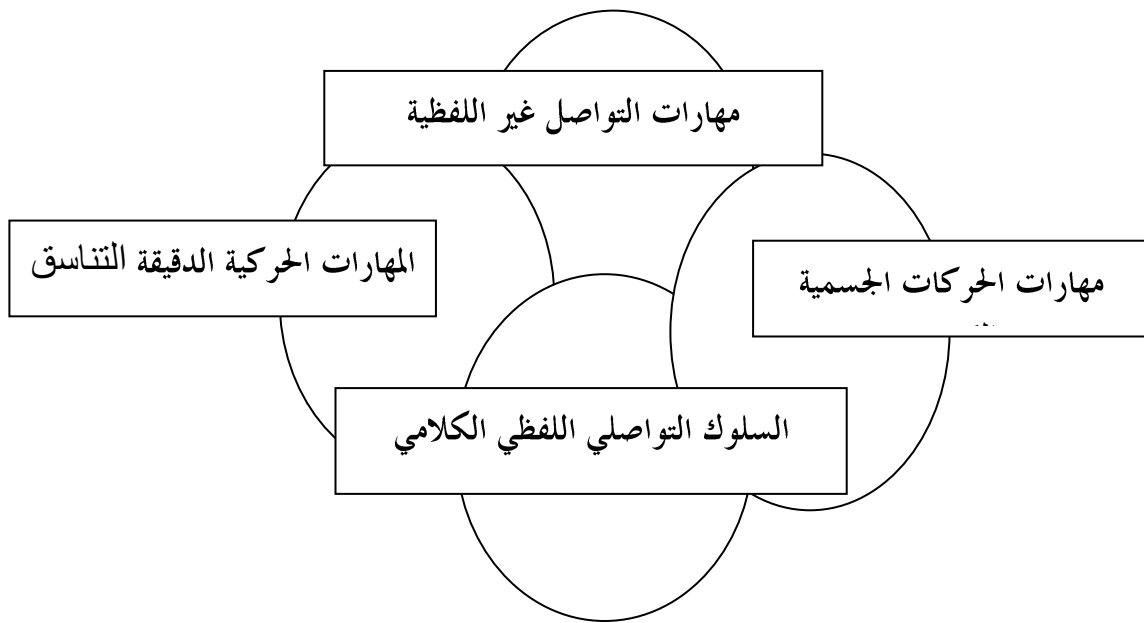 مهارات التواصل غير اللفظية
المهارات الحركية الدقيقة التناسق
مهارات الحركات الجسمية
السلوك التواصلي اللفظي الكلامي